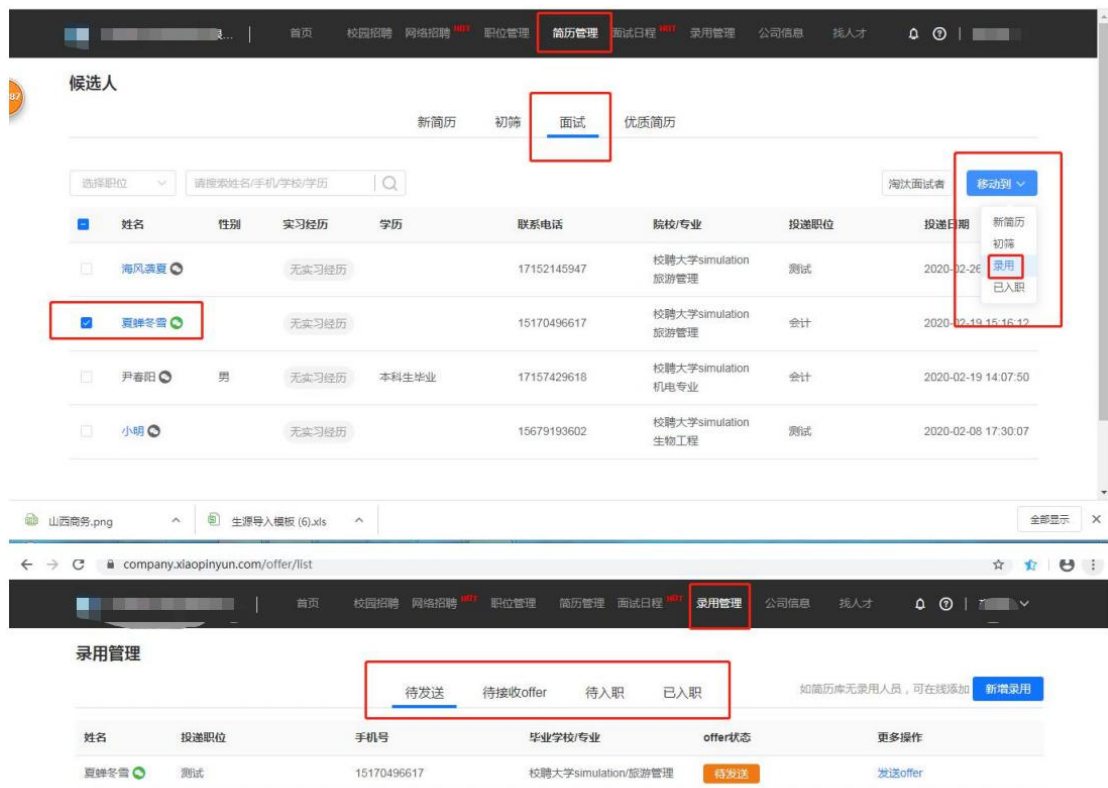 首页 校园招聘 网络招聘 HOT 职位管理 简历管理 面试日程 HOT 录用管理 公司信息 找人才
87
候选人
新简历 初筛 面试 优质简历
选择职位 请搜索姓名/手机/学校/学历 淘汰面试者 移动到
姓名 性别 实习经历 学历 联系电话 院校/专业 投递职位 投递日期
新简历
初筛
录用
已入职
海风袭夏 无实习经历 17152145947 校聘大学simulation 旅游管理 测试 2020-02-26
夏蝉冬雪 无实习经历 15170496617 校聘大学simulation 旅游管理 会计 2020-02-19 15:16:12
尹春阳 男 无实习经历 本科生毕业 17157429618 校聘大学simulation 机电专业 会计 2020-02-19 14:07:50
小明 无实习经历 15679193602 校聘大学simulation 生物工程 测试 2020-02-08 17:30:07
山西商务.png 生源导入模板 (6).xls 全部显示
company.xiaopinyun.com/offer/list
首页 校园招聘 网络招聘 HOT 职位管理 简历管理 面试日程 HOT 录用管理 公司信息 找人才
录用管理
待发送 待接收offer 待入职 已入职 如简历库无录用人员，可在线添加 新增录用
姓名 投递职位 手机号 毕业学校/专业 offer状态 更多操作
夏蝉冬雪 测试 15170496617 校聘大学simulation/旅游管理 待发送 发送offer